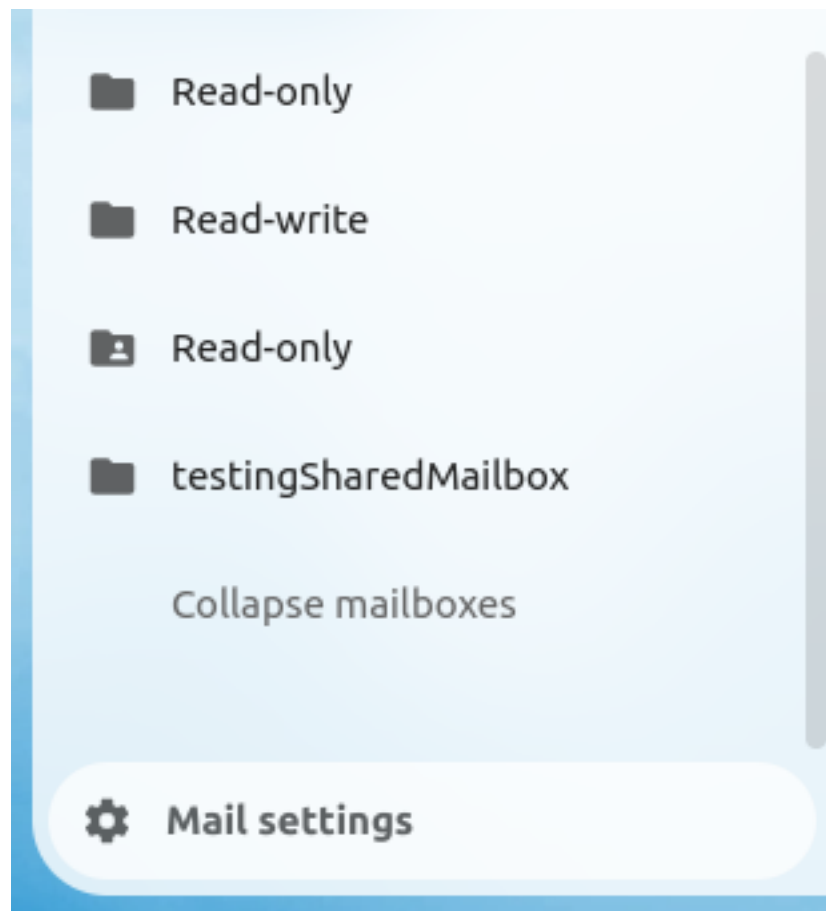 Read-only
Read-write
Read-only
testingSharedMailbox
Collapse mailboxes
Mail settings